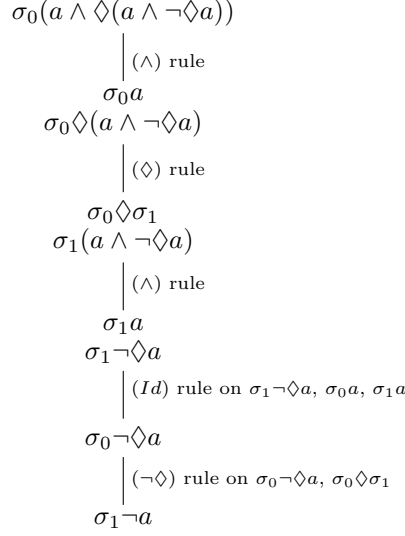 σ₀(a ∧ ◊(a ∧ ¬◊a))
(∧) rule
σ₀a
σ₀◊(a ∧ ¬◊a)
(◊) rule
σ₀◊σ₁
σ₁(a ∧ ¬◊a)
(∧) rule
σ₁a
σ₁¬◊a
(Id) rule on σ₁¬◊a, σ₀a, σ₁a
σ₀¬◊a
(¬◊) rule on σ₀¬◊a, σ₀◊σ₁
σ₁¬a